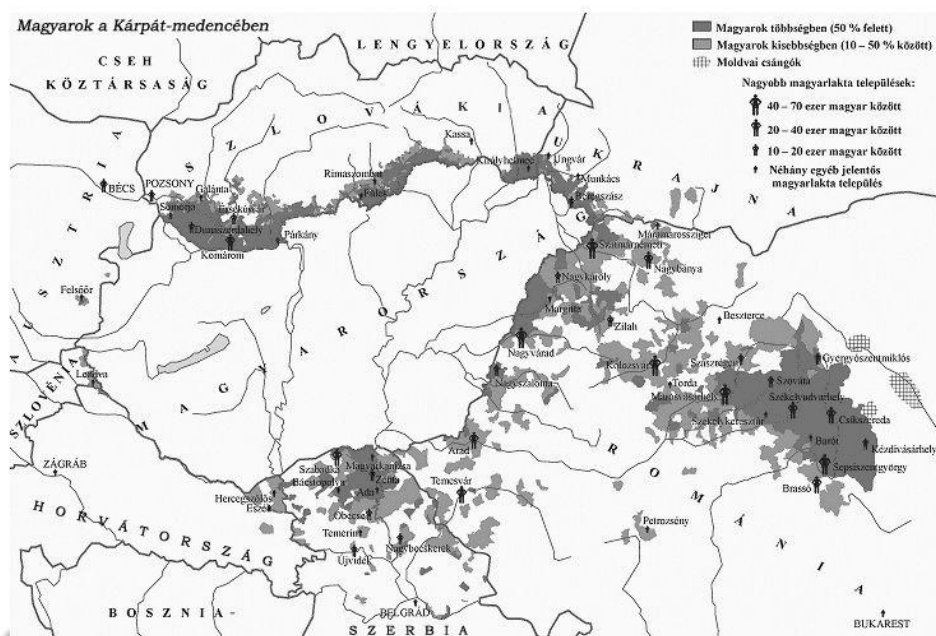 Magyarok a Kárpát-medencében
Magyarok többségben (50 % felett)
Magyarok kisebbségben (10 – 50 % között)
Moldvai csángók
Nagyobb magyarlakta települések:
40 – 70 ezer magyar között
20 – 40 ezer magyar között
10 – 20 ezer magyar között
Néhány egyéb jelentős
magyarlakta település
LENGYELORSZÁG
CSEH
KÖZTÁRSASÁG
SZLOVÁKIA
UKRAJNA
AUSZTRIA
Kassa
Királyhelmec
Ungvár
Munkács
Beregszász
Rimaszombat
Fülek
BÉCS
POZSONY
Galánta
Somorja
Érsekújvár
Dunaszerdahely
Párkány
Komárom
Máramarossziget
Szatmárnémeti
Nagybánya
Nagykároly
Margitta
Zilah
Beszterce
Felsőőr
MAGYARORSZÁG
Nagyvárad
Kolozsvár
Szászrégen
Gyergyószentmiklós
Nagyszalonta
Torda
Szováta
Marosvásárhely
Székelyudvarhely
Csíkszereda
Székelykeresztúr
Lendva
SZLOVÉNIA
Barót
Kézdivásárhely
Arad
ROMÁNIA
Sepsiszentgyörgy
Szabadka
Magyarkanizsa
Bácstopolya
Zenta
Ada
Temesvár
Brassó
ZÁGRÁB
Hercegszőlős
Eszék
Óbecse
Petrozsény
HORVÁTORSZÁG
Temerin
Nagybecskerek
Újvidék
BOSZNIA-
BELGRÁD
SZERBIA
BUKAREST